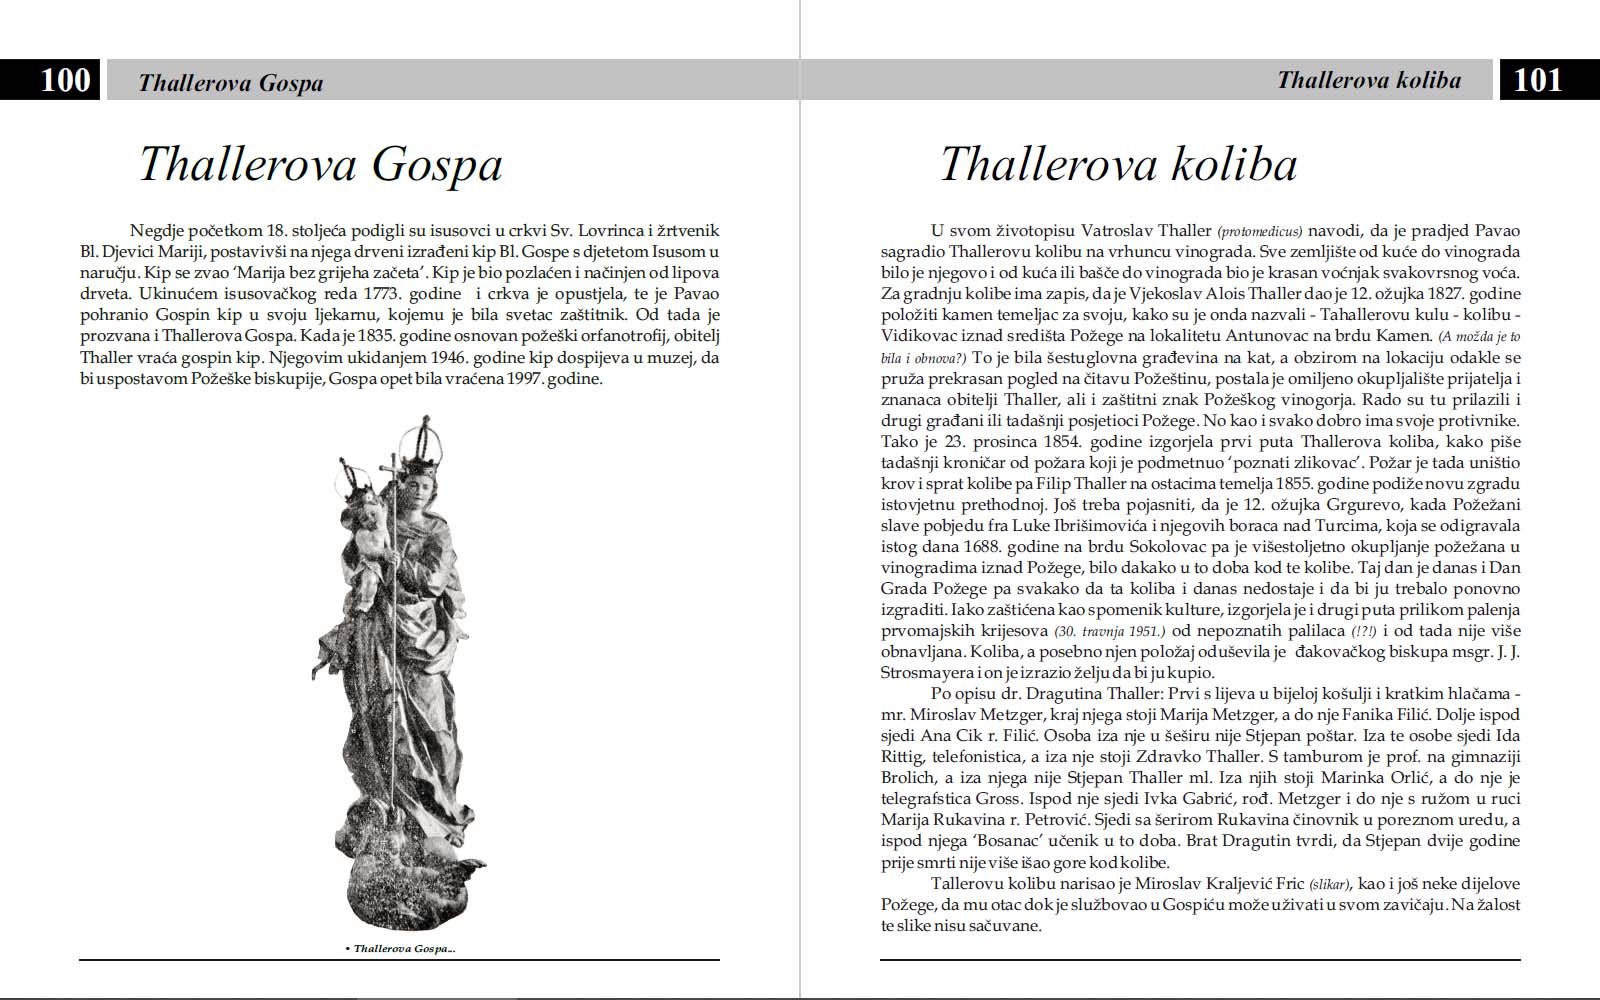 100
Thallerova Gospa
Thallerova Gospa
Negdje početkom 18. stoljeća podigli su isusovci u crkvi Sv. Lovrinca i žrtvenik
Bl. Djevici Mariji, postavivši na njega drveni izrađeni kip Bl. Gospe s djetetom Isusom u
naručju. Kip se zvao ‘Marija bez grijeha začeta’. Kip je bio pozlaćen i načinjen od lipova
drveta. Ukinućem isusovačkog reda 1773. godine i crkva je opustjela, te je Pavao
pohranio Gospin kip u svoju ljekarnu, kojemu je bila svetac zaštitnik. Od tada je
prozvana i Thallerova Gospa. Kada je 1835. godine osnovan požeški orfanotrofij, obitelj
Thaller vraća gospin kip. Njegovim ukidanjem 1946. godine kip dospijeva u muzej, da
bi uspostavom Požeške biskupije, Gospa opet bila vraćena 1997. godine.
• Thallerova Gospa...
Thallerova koliba
101
Thallerova koliba
U svom životopisu Vatroslav Thaller (protomedicus) navodi, da je pradjed Pavao
sagradio Thallerovu kolibu na vrhuncu vinograda. Sve zemljište od kuće do vinograda
bilo je njegovo i od kuća ili bašče do vinograda bio je krasan voćnjak svakovrsnog voća.
Za gradnju kolibe ima zapis, da je Vjekoslav Alois Thaller dao je 12. ožujka 1827. godine
položiti kamen temeljac za svoju, kako su je onda nazvali - Tahallerovu kulu - kolibu -
Vidikovac iznad središta Požege na lokalitetu Antunovac na brdu Kamen. (A možda je to
bila i obnova?) To je bila šestuglovna građevina na kat, a obzirom na lokaciju odakle se
pruža prekrasan pogled na čitavu Požeštinu, postala je omiljeno okupljalište prijatelja i
znanaca obitelji Thaller, ali i zaštitni znak Požeškog vinogorja. Rado su tu prilazili i
drugi građani ili tadašnji posjetioci Požege. No kao i svako dobro ima svoje protivnike.
Tako je 23. prosinca 1854. godine izgorjela prvi puta Thallerova koliba, kako piše
tadašnji kroničar od požara koji je podmetnuo ‘poznati zlikovac’. Požar je tada uništio
krov i sprat kolibe pa Filip Thaller na ostacima temelja 1855. godine podiže novu zgradu
istovjetnu prethodnoj. Još treba pojasniti, da je 12. ožujka Grgurevo, kada Požežani
slave pobjedu fra Luke Ibrišimovića i njegovih boraca nad Turcima, koja se odigravala
istog dana 1688. godine na brdu Sokolovac pa je višestoljetno okupljanje požežana u
vinogradima iznad Požege, bilo dakako u to doba kod te kolibe. Taj dan je danas i Dan
Grada Požege pa svakako da ta koliba i danas nedostaje i da bi ju trebalo ponovno
izgraditi. Iako zaštićena kao spomenik kulture, izgorjela je i drugi puta prilikom palenja
prvomajskih krijesova (30. travnja 1951.) od nepoznatih palilaca (!?!) i od tada nije više
obnavljana. Koliba, a posebno njen položaj oduševila je đakovačkog biskupa msgr. J. J.
Strosmayera i on je izrazio želju da bi ju kupio.
Po opisu dr. Dragutina Thaller: Prvi s lijeva u bijeloj košulji i kratkim hlačama -
mr. Miroslav Metzger, kraj njega stoji Marija Metzger, a do nje Fanika Filić. Dolje ispod
sjedi Ana Cik r. Filić. Osoba iza nje u šeširu nije Stjepan poštar. Iza te osobe sjedi Ida
Rittig, telefonistica, a iza nje stoji Zdravko Thaller. S tamburom je prof. na gimnaziji
Brolich, a iza njega nije Stjepan Thaller ml. Iza njih stoji Marinka Orlić, a do nje je
telegrafstica Gross. Ispod nje sjedi Ivka Gabrić, rođ. Metzger i do nje s ružom u ruci
Marija Rukavina r. Petrović. Sjedi sa šerirom Rukavina činovnik u poreznom uredu, a
ispod njega ‘Bosanac’ učenik u to doba. Brat Dragutin tvrdi, da Stjepan dvije godine
prije smrti nije više išao gore kod kolibe.
Tallerovu kolibu narisao je Miroslav Kraljević Fric (slikar), kao i još neke dijelove
Požege, da mu otac dok je službovao u Gospiću može uživati u svom zavičaju. Na žalost
te slike nisu sačuvane.